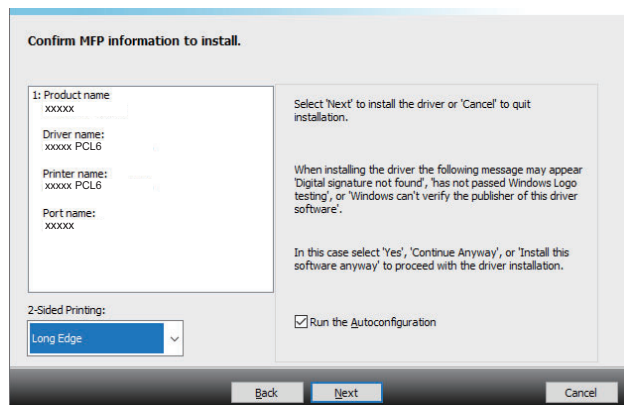 Confirm MFP information to install.
1: Product name
xxxxx
Driver name:
xxxxx PCL6
Printer name:
xxxxx PCL6
Port name:
xxxxx
2-Sided Printing:
Long Edge
Select 'Next' to install the driver or 'Cancel' to quit
installation.
When installing the driver the following message may appear
'Digital signature not found', 'has not passed Windows Logo
testing', or 'Windows can't verify the publisher of this driver
software'.
In this case select 'Yes', 'Continue Anyway', or 'Install this
software anyway' to proceed with the driver installation.
Run the Autoconfiguration
Back
Next
Cancel